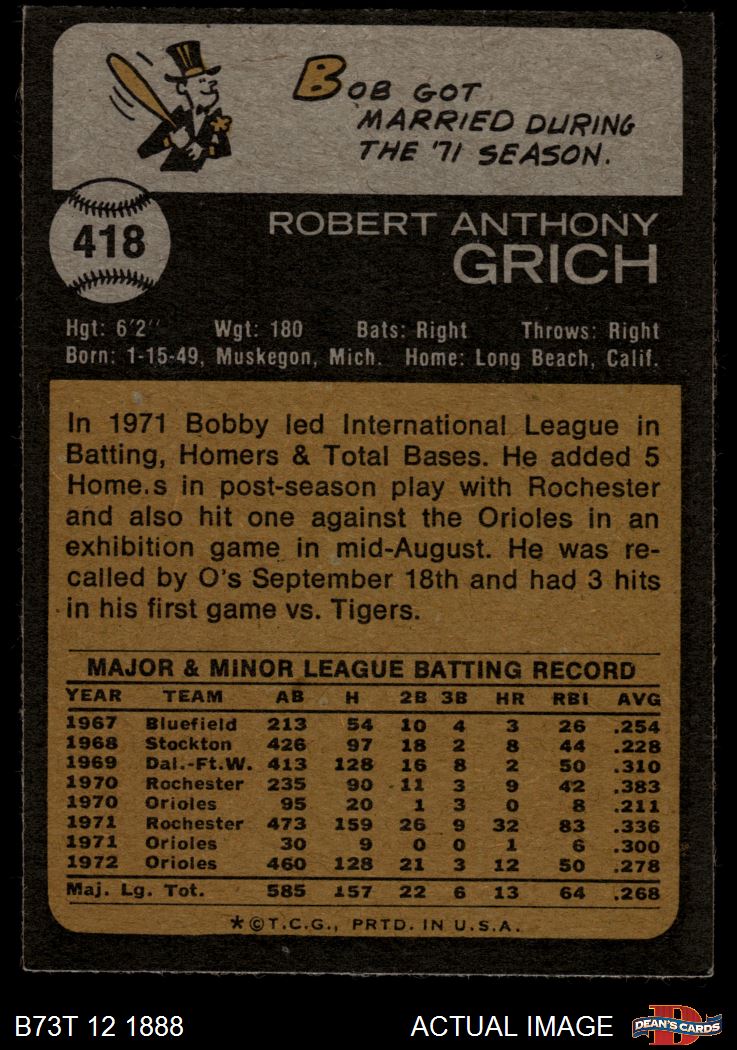 BOB GOT
MARRIED DURING
THE '71 SEASON.
418
ROBERT ANTHONY
GRICH
Hgt: 6'2" Wgt: 180 Bats: Right Throws: Right
Born: 1-15-49, Muskegon, Mich. Home: Long Beach, Calif.
In 1971 Bobby led International League in
Batting, Homers & Total Bases. He added 5
Home.s in post-season play with Rochester
and also hit one against the Orioles in an
exhibition game in mid-August. He was re-
called by O's September 18th and had 3 hits
in his first game vs. Tigers.
MAJOR & MINOR LEAGUE BATTING RECORD
YEAR TEAM AB H 2B 3B HR RBI AVG
1967 Bluefield 213 54 10 4 3 26 .254
1968 Stockton 426 97 18 2 8 44 .228
1969 Dal.-Ft.W. 413 128 16 8 2 50 .310
1970 Rochester 235 90 11 3 9 42 .383
1970 Orioles 95 20 1 3 0 8 .211
1971 Rochester 473 159 26 9 32 83 .336
1971 Orioles 30 9 0 0 1 6 .300
1972 Orioles 460 128 21 3 12 50 .278
Maj. Lg. Tot. 585 157 22 6 13 64 .268
*©T.C.G., PRTD. IN U.S.A.
B73T 12 1888 ACTUAL IMAGE DEAN'S CARDS